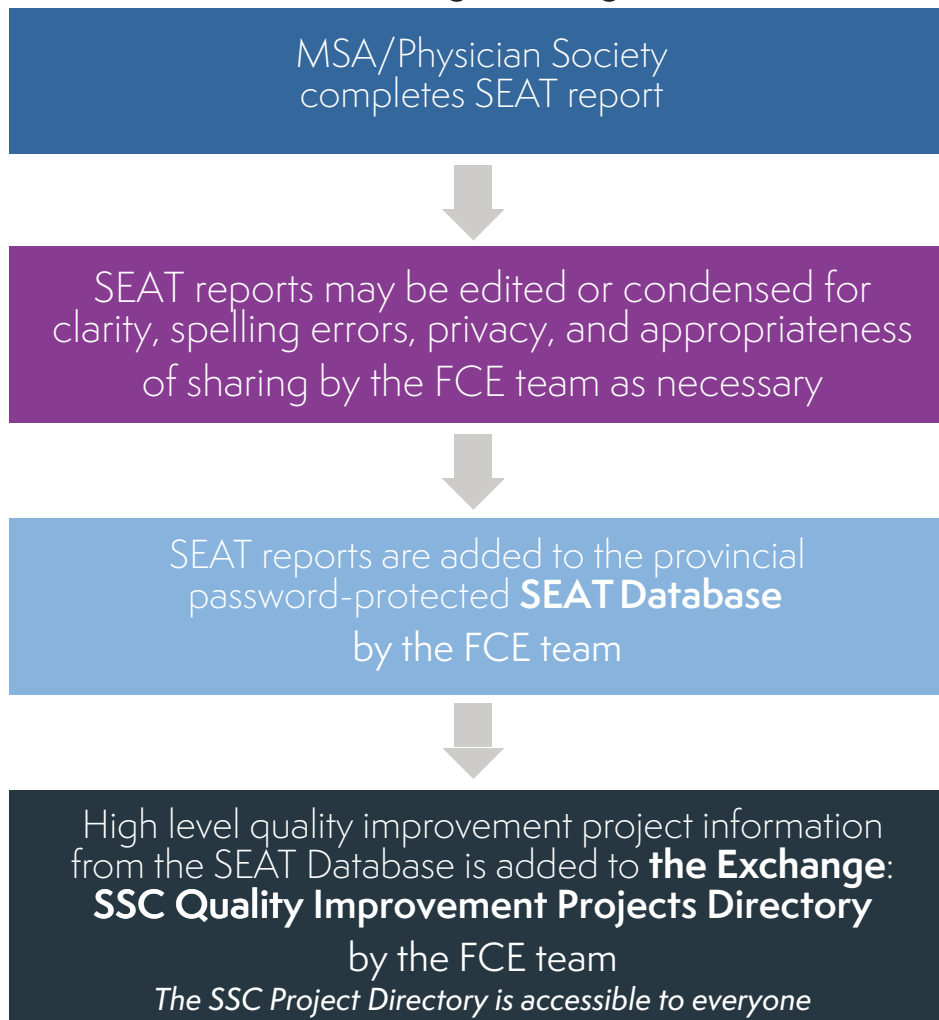 MSA/Physician Society
completes SEAT report
SEAT reports may be edited or condensed for
clarity, spelling errors, privacy, and appropriateness
of sharing by the FCE team as necessary
SEAT reports are added to the provincial
password-protected SEAT Database
by the FCE team
High level quality improvement project information
from the SEAT Database is added to the Exchange:
SSC Quality Improvement Projects Directory
by the FCE team
The SSC Project Directory is accessible to everyone